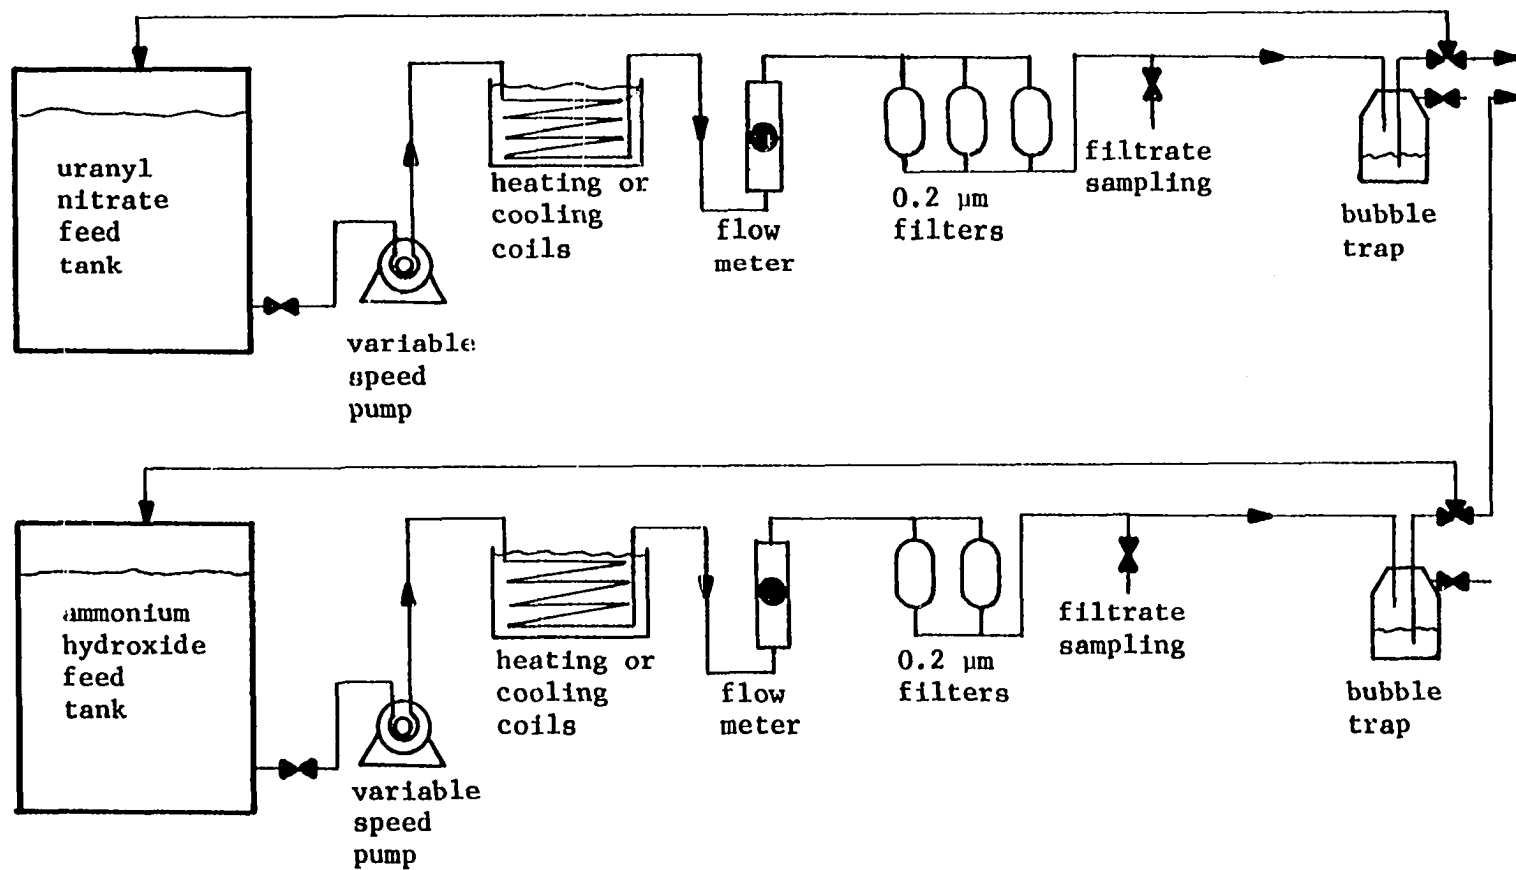 uranyl
nitrate
feed
tank
variable
speed
pump
heating or
cooling
coils
flow
meter
0.2 µm
filters
filtrate
sampling
bubble
trap
ammonium
hydroxide
feed
tank
variable
speed
pump
heating or
cooling
coils
flow
meter
0.2 µm
filters
filtrate
sampling
bubble
trap